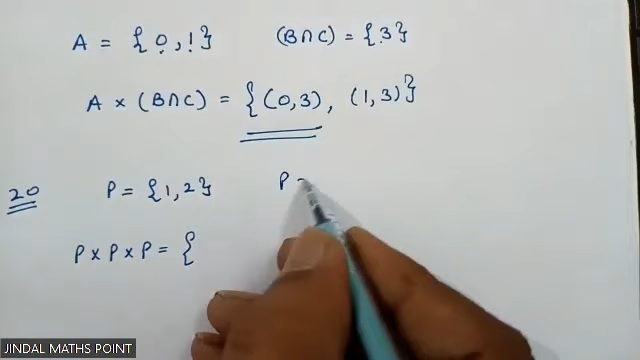 A = {0,1} (B∩C) = {3}
A × (B∩C) = {(0,3), (1,3)}
20 P = {1,2} P =
P × P × P = {
JINDAL MATHS POINT